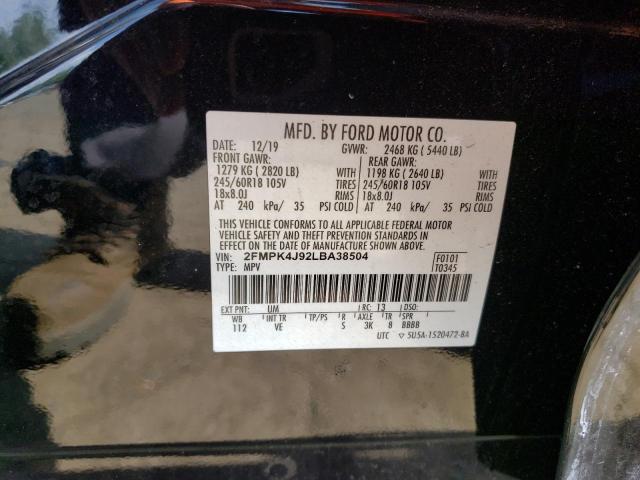 MFD. BY FORD MOTOR CO.
DATE: 12/19 GVWR: 2468 KG ( 5440 LB)
FRONT GAWR: REAR GAWR:
1279 KG ( 2820 LB) WITH 1198 KG ( 2640 LB) WITH
245/60R18 105V TIRES 245/60R18 105V TIRES
18x8.0J RIMS 18x8.0J RIMS
AT 240 kPa/ 35 PSI COLD AT 240 kPa/ 35 PSI COLD
THIS VEHICLE CONFORMS TO ALL APPLICABLE FEDERAL MOTOR
VEHICLE SAFETY AND THEFT PREVENTION STANDARDS IN
EFFECT ON THE DATE OF MANUFACTURE SHOWN ABOVE.
VIN: 2FMPK4J92LBA38504 F0101
TYPE: MPV T0345
EXT PNT: UM RC: 13 DSO:
WB INT TR TP/PS R AXLE TR SPR
112 VE S 3K 8 BBBB
UTC ▽ 5U5A-1520472-BA